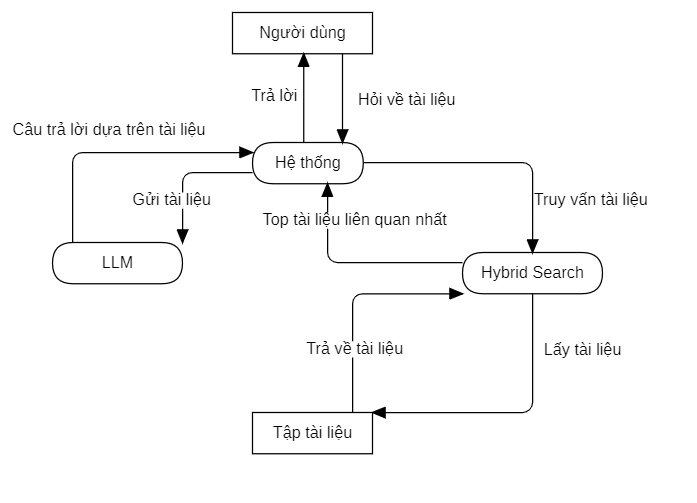 Người dùng
Trả lời
Hỏi về tài liệu
Câu trả lời dựa trên tài liệu
Hệ thống
Gửi tài liệu
Truy vấn tài liệu
Top tài liệu liên quan nhất
LLM
Hybrid Search
Trả về tài liệu
Lấy tài liệu
Tập tài liệu